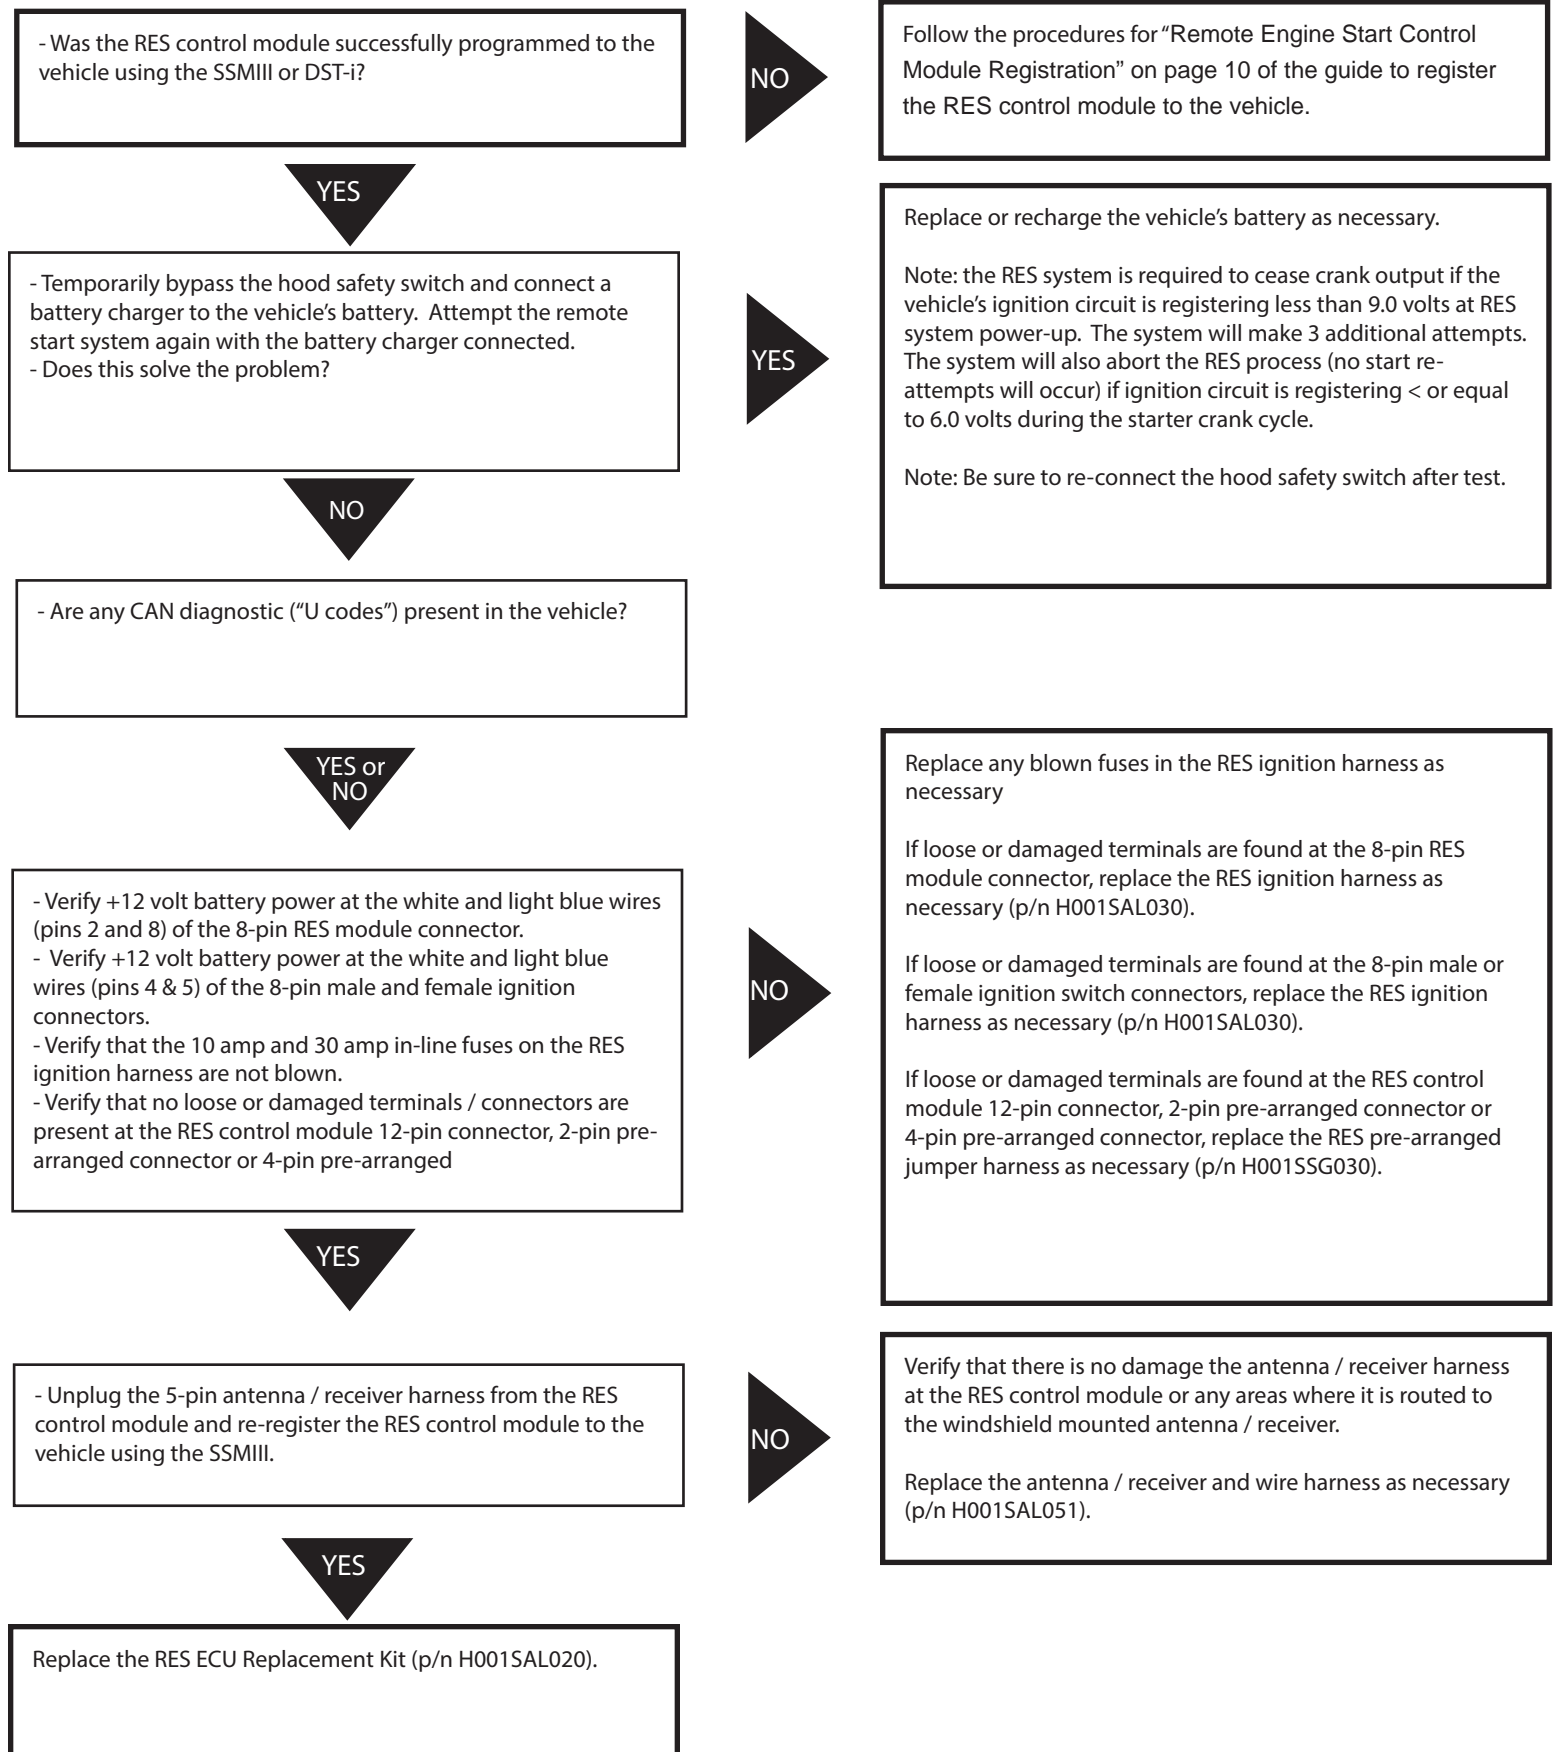 - Was the RES control module successfully programmed to the
vehicle using the SSMIII or DST-i?
NO
Follow the procedures for “Remote Engine Start Control
Module Registration” on page 10 of the guide to register
the RES control module to the vehicle.
YES
- Temporarily bypass the hood safety switch and connect a
battery charger to the vehicle’s battery.  Attempt the remote
start system again with the battery charger connected.
- Does this solve the problem?
YES
Replace or recharge the vehicle’s battery as necessary.
Note: the RES system is required to cease crank output if the
vehicle’s ignition circuit is registering less than 9.0 volts at RES
system power-up.  The system will make 3 additional attempts.
The system will also abort the RES process (no start re-
attempts will occur) if ignition circuit is registering < or equal
to 6.0 volts during the starter crank cycle.
Note: Be sure to re-connect the hood safety switch after test.
NO
- Are any CAN diagnostic (“U codes”) present in the vehicle?
YES or
NO
- Verify +12 volt battery power at the white and light blue wires
(pins 2 and 8) of the 8-pin RES module connector.
-  Verify +12 volt battery power at the white and light blue
wires (pins 4 & 5) of the 8-pin male and female ignition
connectors.
- Verify that the 10 amp and 30 amp in-line fuses on the RES
ignition harness are not blown.
- Verify that no loose or damaged terminals / connectors are
present at the RES control module 12-pin connector, 2-pin pre-
arranged connector or 4-pin pre-arranged
NO
Replace any blown fuses in the RES ignition harness as
necessary
If loose or damaged terminals are found at the 8-pin RES
module connector, replace the RES ignition harness as
necessary (p/n H001SAL030).
If loose or damaged terminals are found at the 8-pin male or
female ignition switch connectors, replace the RES ignition
harness as necessary (p/n H001SAL030).
If loose or damaged terminals are found at the RES control
module 12-pin connector, 2-pin pre-arranged connector or
4-pin pre-arranged connector, replace the RES pre-arranged
jumper harness as necessary (p/n H001SSG030).
YES
- Unplug the 5-pin antenna / receiver harness from the RES
control module and re-register the RES control module to the
vehicle using the SSMIII.
NO
Verify that there is no damage the antenna / receiver harness
at the RES control module or any areas where it is routed to
the windshield mounted antenna / receiver.
Replace the antenna / receiver and wire harness as necessary
(p/n H001SAL051).
YES
Replace the RES ECU Replacement Kit (p/n H001SAL020).